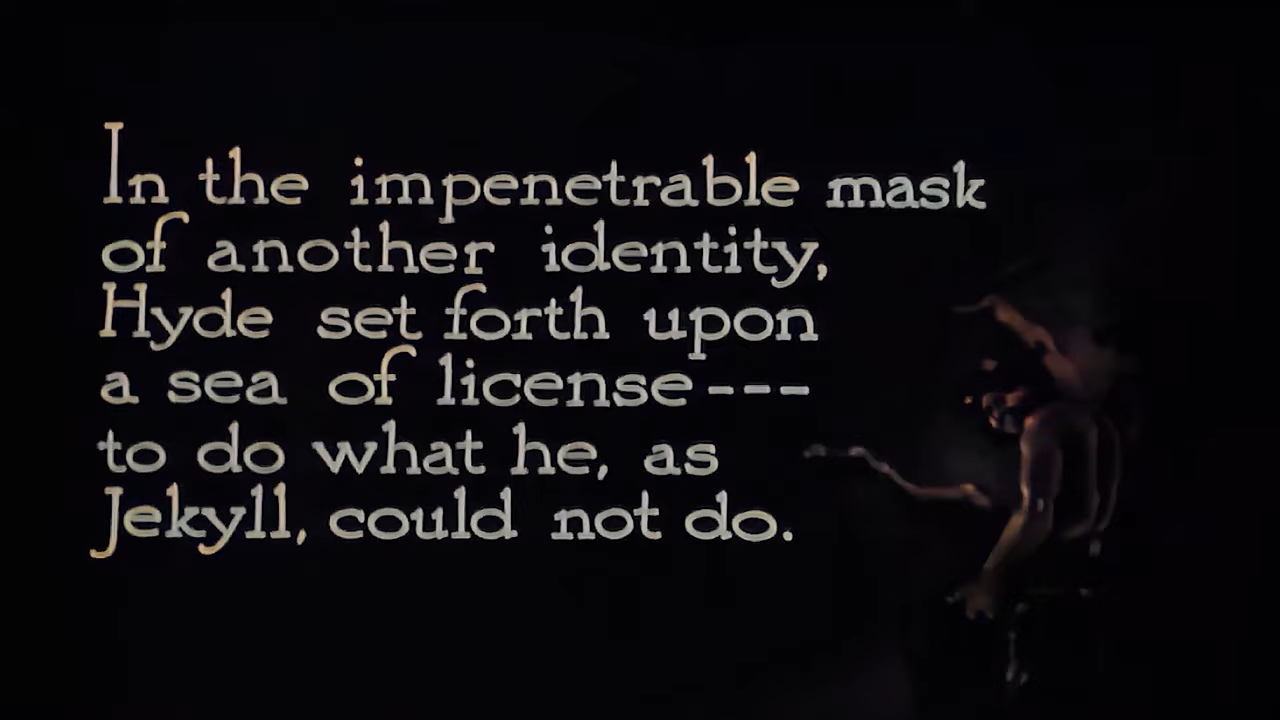 In the impenetrable mask
of another identity,
Hyde set forth upon
a sea of license---
to do what he, as
Jekyll, could not do.